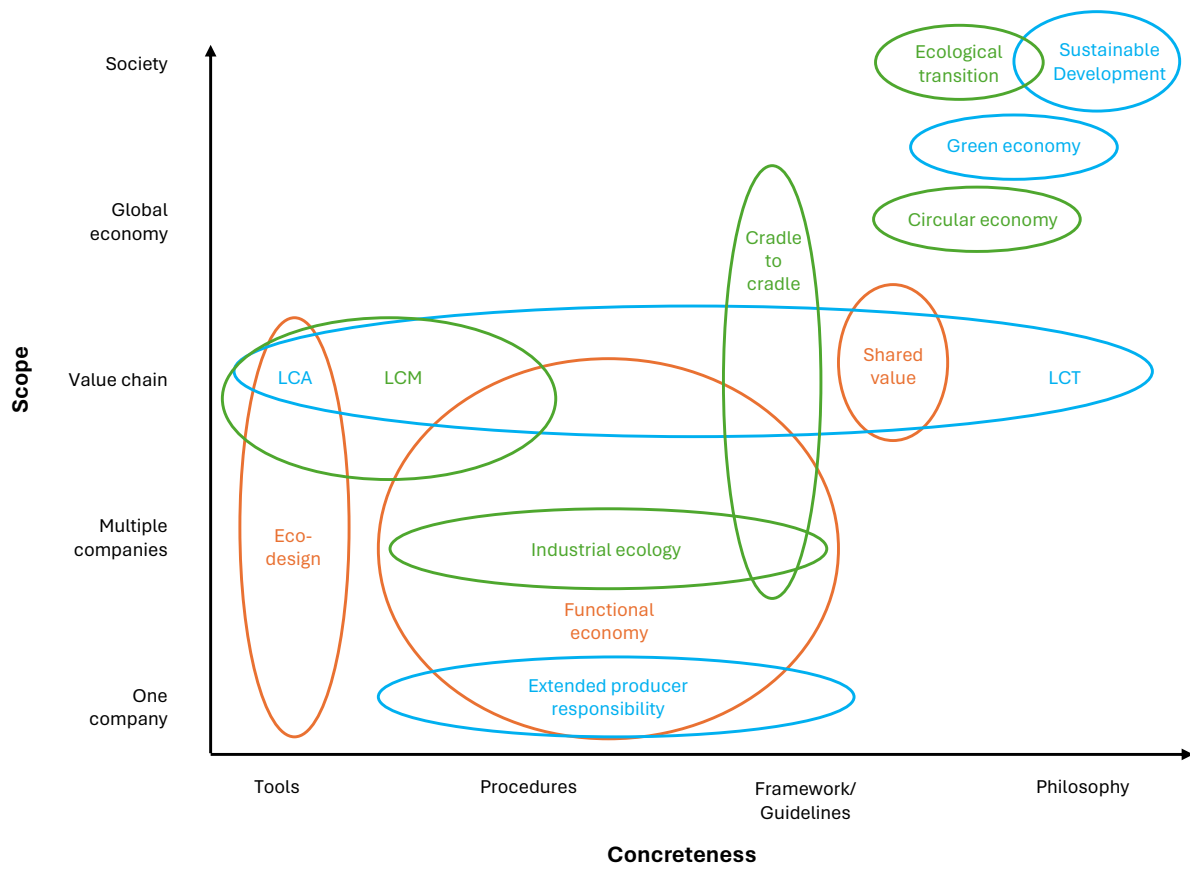 Society
Ecological
transition
Sustainable
Development
Green economy
Global
economy
Circular economy
Cradle
to
cradle
Scope
Value chain
LCA
LCM
Shared
value
LCT
Multiple
companies
Eco-
design
Industrial ecology
Functional
economy
One
company
Extended producer
responsibility
Tools
Procedures
Framework/
Guidelines
Philosophy
Concreteness